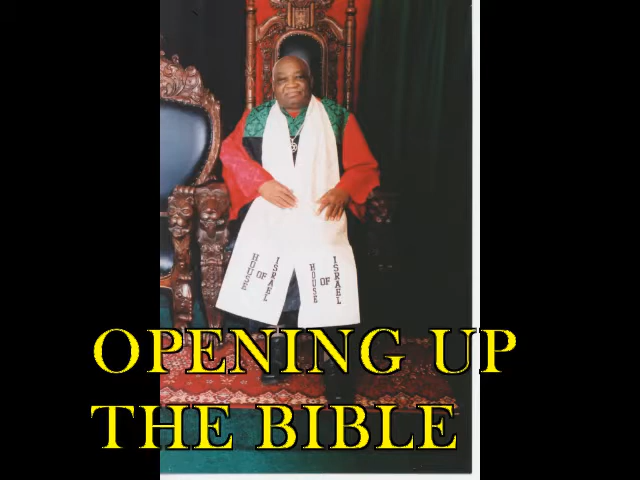 HOUSE
OF
ISRAEL
HOUSE
OF
ISRAEL
OPENING UP
THE BIBLE